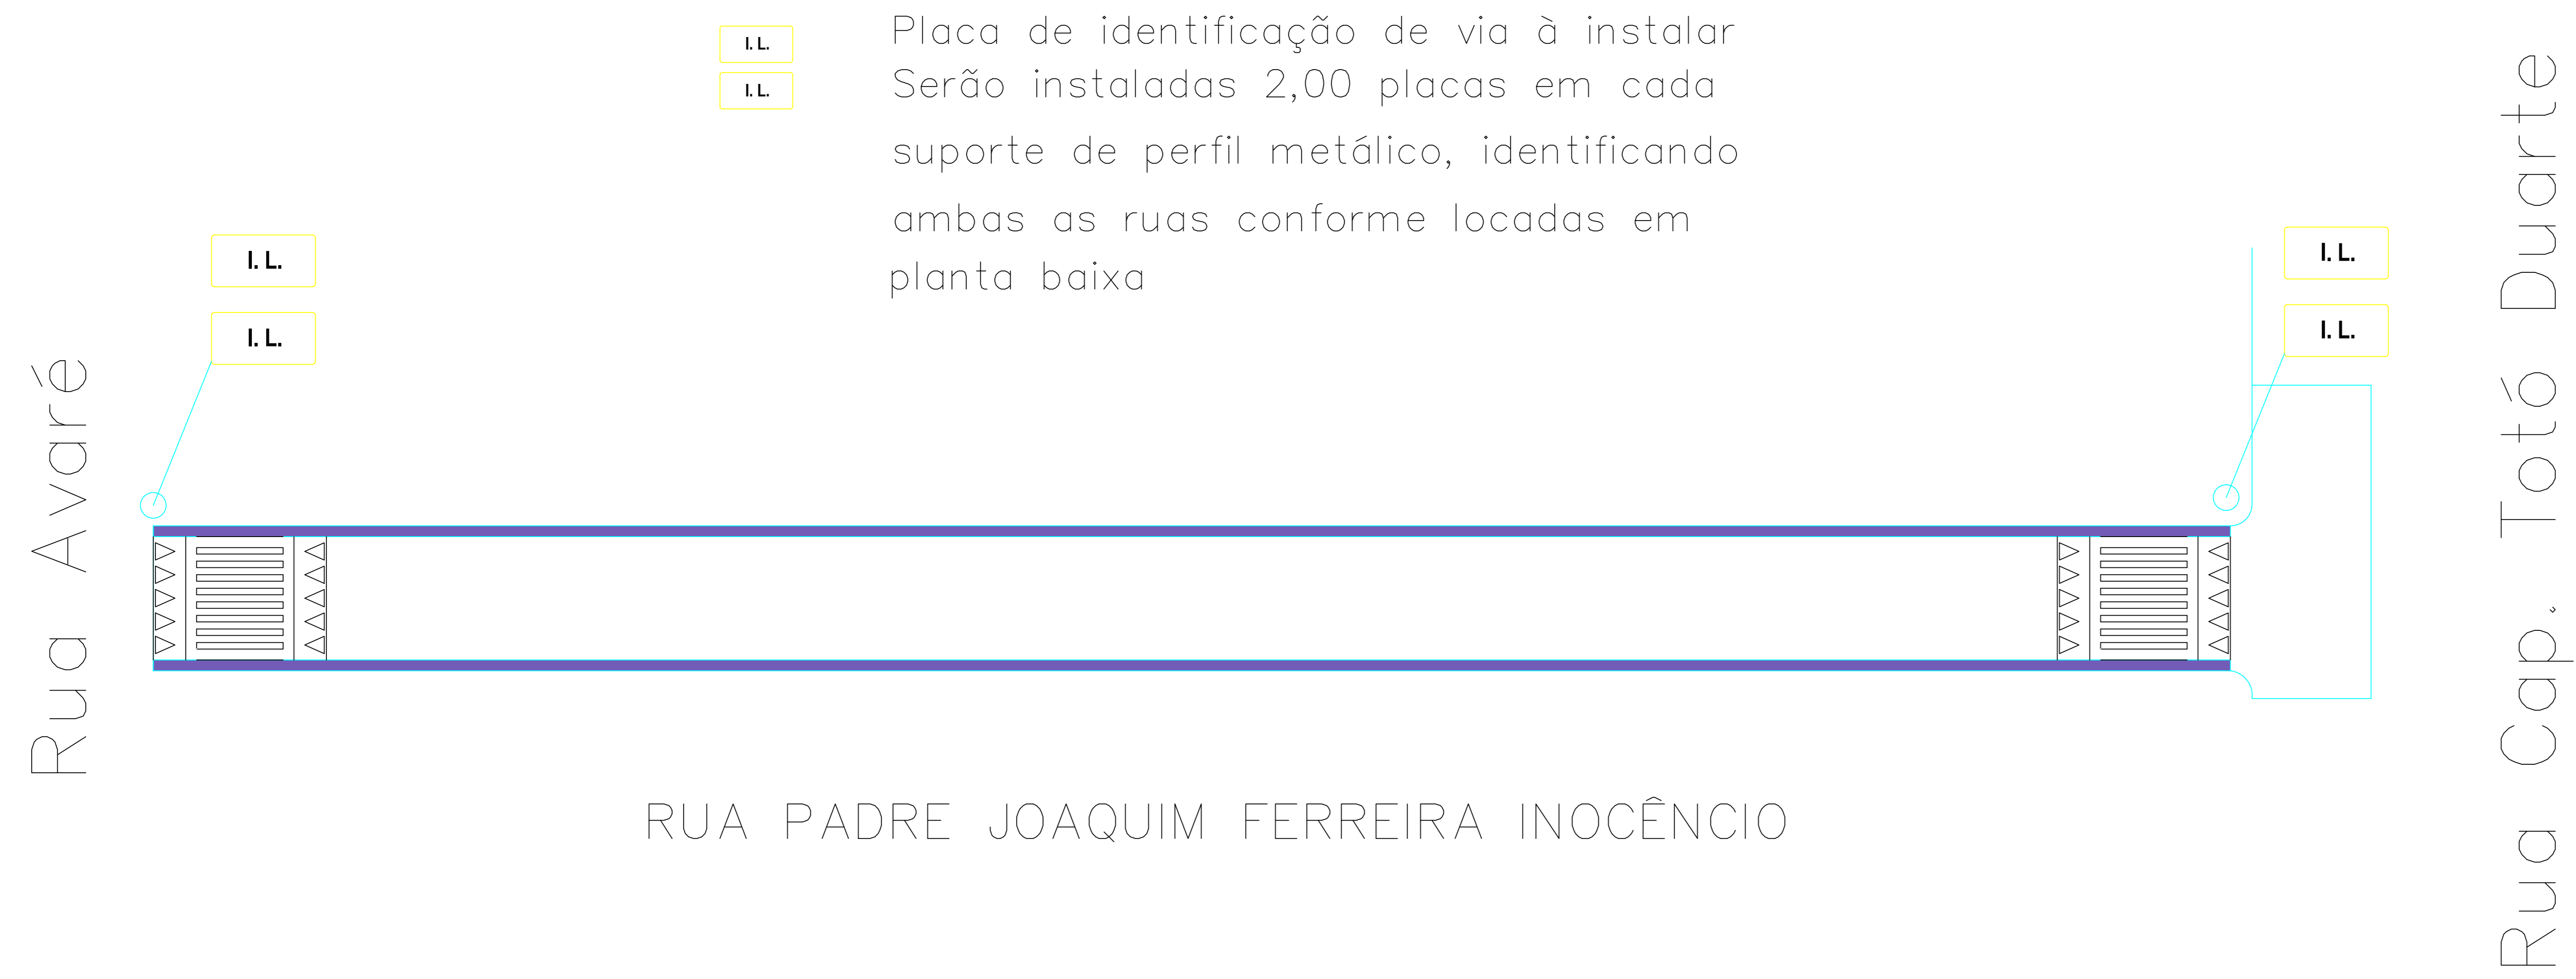 I. L.
Placa de identificação de via à instalar
I. L.
Serão instaladas 2,00 placas em cada
suporte de perfil metálico, identificando
ambas as ruas conforme locadas em
planta baixa
I. L.
I. L.
I. L.
I. L.
Rua Avaré
Rua Cap. Totó Duarte
RUA PADRE JOAQUIM FERREIRA INOCÊNCIO